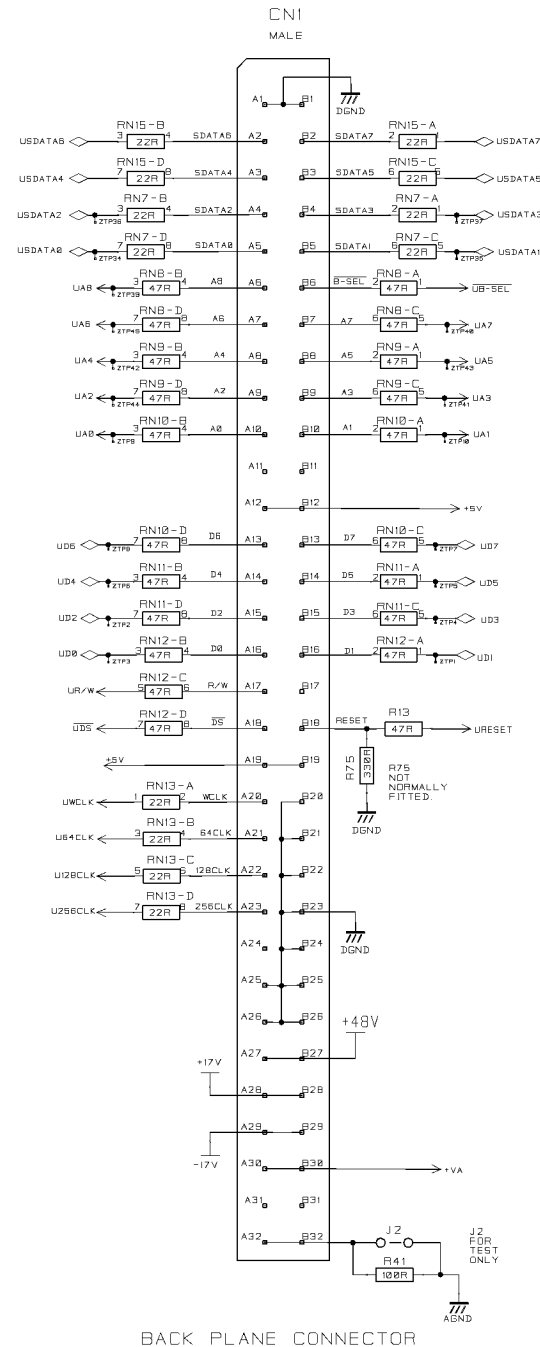 CN1
MALE
A1 B1
DGND
RN15-B RN15-A
USDATA6 3 22R 4 SDATA6 A2 B2 SDATA7 2 22R 1 USDATA7
RN15-D RN15-C
USDATA4 7 22R 8 SDATA4 A3 B3 SDATA5 6 22R 5 USDATA5
RN7-B RN7-A
USDATA2 ZTP36 3 22R 4 SDATA2 A4 B4 SDATA3 2 22R 1 ZTP37 USDATA3
RN7-D RN7-C
USDATA0 ZTP34 7 22R 8 SDATA0 A5 B5 SDATA1 6 22R 5 ZTP35 USDATA1
RN8-B RN8-A
UA8 ZTP39 3 47R 4 A8 A6 B6 B-SEL 2 47R 1 UB-SEL
RN8-D RN8-C
UA6 ZTP45 7 47R 8 A6 A7 B7 A7 6 47R 5 ZTP40 UA7
RN9-B RN9-A
UA4 ZTP42 3 47R 4 A4 A8 B8 A5 2 47R 1 ZTP43 UA5
RN9-D RN9-C
UA2 ZTP44 7 47R 8 A2 A9 B9 A3 6 47R 5 ZTP41 UA3
RN10-B RN10-A
UA0 ZTP9 3 47R 4 A0 A10 B10 A1 2 47R 1 ZTP10 UA1
A11 B11
A12 B12 +5V
RN10-D RN10-C
UD6 ZTP8 7 47R 8 D6 A13 B13 D7 6 47R 5 ZTP7 UD7
RN11-B RN11-A
UD4 ZTP6 3 47R 4 D4 A14 B14 D5 2 47R 1 ZTP5 UD5
RN11-D RN11-C
UD2 ZTP2 7 47R 8 D2 A15 B15 D3 6 47R 5 ZTP4 UD3
RN12-B RN12-A
UD0 ZTP3 3 47R 4 D0 A16 B16 D1 2 47R 1 ZTP1 UD1
RN12-C
UR/W 5 47R 6 R/W A17 B17
RN12-D
UDS 7 47R 8 DS A18 B18 RESET R13 47R URESET
+5V A19 B19
R75 330R
R75
NOT
NORMALLY
FITTED.
DGND
RN13-A
UWCLK 1 22R 2 WCLK A20 B20
RN13-B
U64CLK 3 22R 4 64CLK A21 B21
RN13-C
U128CLK 5 22R 6 128CLK A22 B22
RN13-D
U256CLK 7 22R 8 256CLK A23 B23
DGND
A24 B24
A25 B25
A26 B26
+48V
A27 B27
+17V
A28 B28
A29 B29
-17V
A30 B30 +VA
A31 B31
A32 B32
J2
J2
FOR
TEST
ONLY
R41
100R
AGND
BACK PLANE CONNECTOR